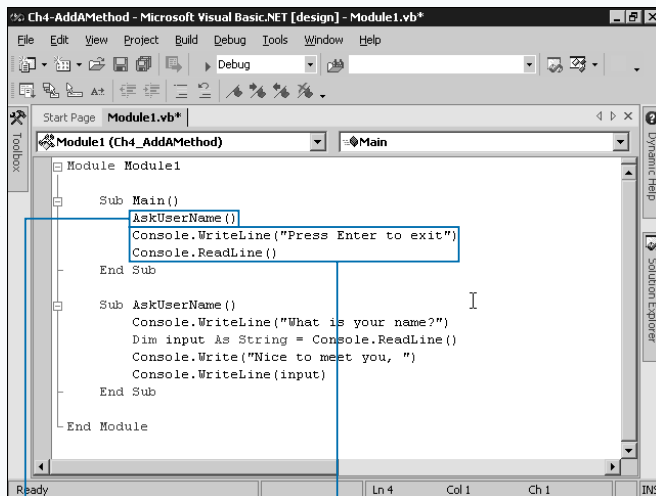 Ch4-AddAMethod - Microsoft Visual Basic.NET [design] - Module1.vb*
File Edit View Project Build Debug Tools Window Help
Debug
Start Page Module1.vb*
Toolbox
Dynamic Help
Solution Explorer
Module1 (Ch4_AddAMethod) Main
Module Module1
Sub Main()
AskUserName()
Console.WriteLine("Press Enter to exit")
Console.ReadLine()
End Sub
Sub AskUserName()
Console.WriteLine("What is your name?")
Dim input As String = Console.ReadLine()
Console.Write("Nice to meet you, ")
Console.WriteLine(input)
End Sub
End Module
Ready Ln 4 Col 1 Ch 1 INS